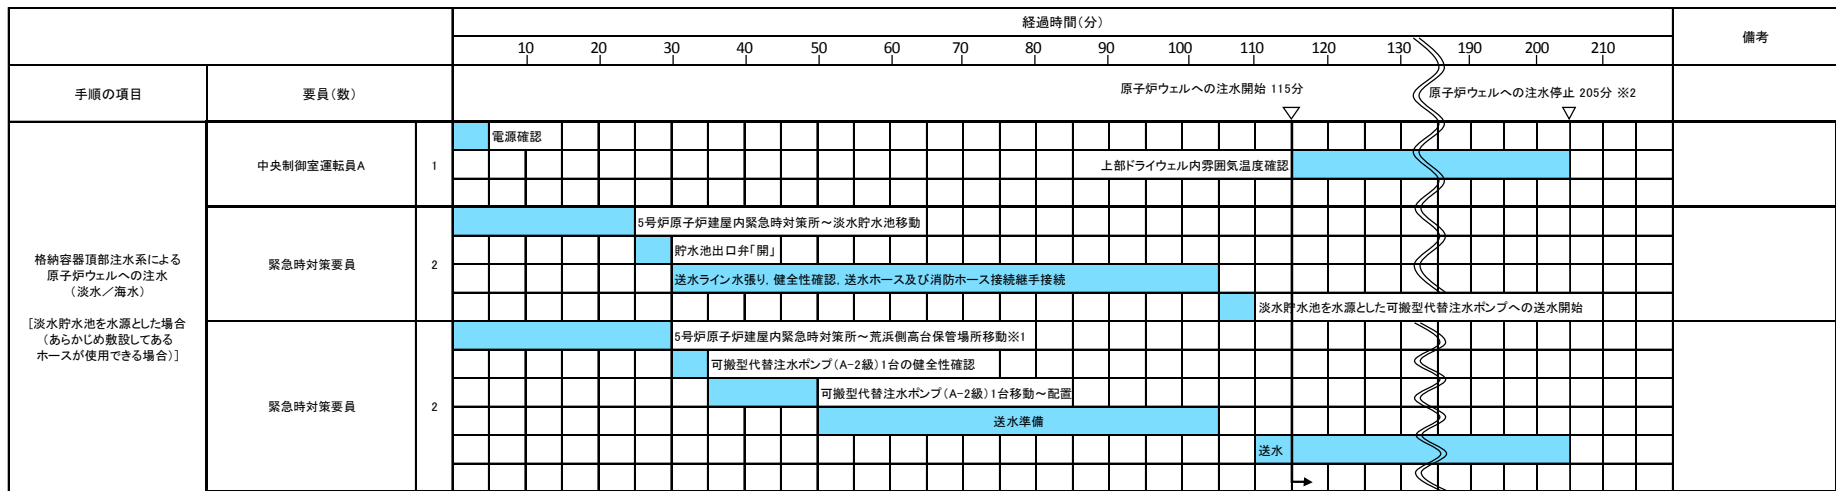 経過時間(分)
備考
10 20 30 40 50 60 70 80 90 100 110 120 130 190 200 210
手順の項目
要員(数)
原子炉ウェルへの注水開始 115分
原子炉ウェルへの注水停止 205分 ※2
格納容器頂部注水系による
原子炉ウェルへの注水
(淡水/海水)
[淡水貯水池を水源とした場合
(あらかじめ敷設してある
ホースが使用できる場合)]
中央制御室運転員A
1
電源確認
上部ドライウェル内雰囲気温度確認
緊急時対策要員
2
5号炉原子炉建屋内緊急時対策所~淡水貯水池移動
貯水池出口弁「開」
送水ライン水張り, 健全性確認, 送水ホース及び消防ホース接続継手接続
淡水貯水池を水源とした可搬型代替注水ポンプへの送水開始
緊急時対策要員
2
5号炉原子炉建屋内緊急時対策所~荒浜側高台保管場所移動※1
可搬型代替注水ポンプ(A-2級)1台の健全性確認
可搬型代替注水ポンプ(A-2級)1台移動~配置
送水準備
送水